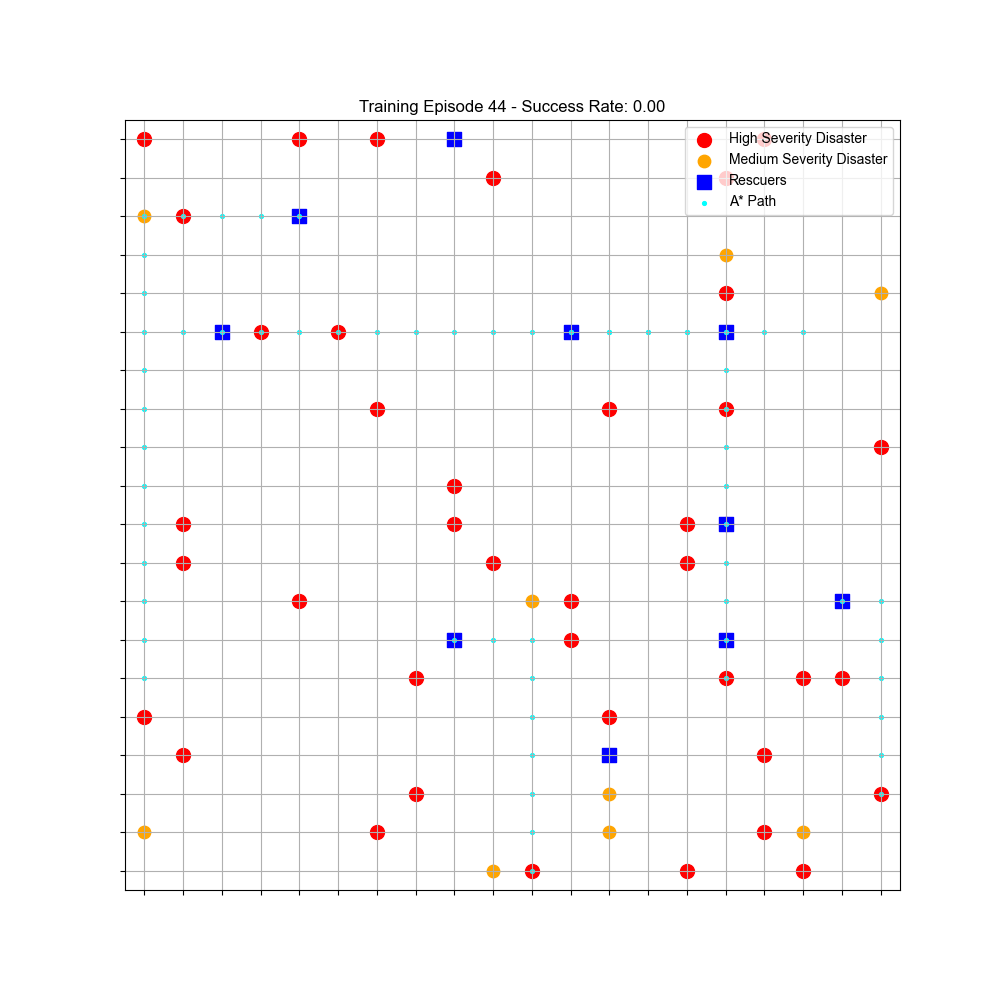 Training Episode 44 - Success Rate: 0.00
High Severity Disaster
Medium Severity Disaster
Rescuers
A* Path